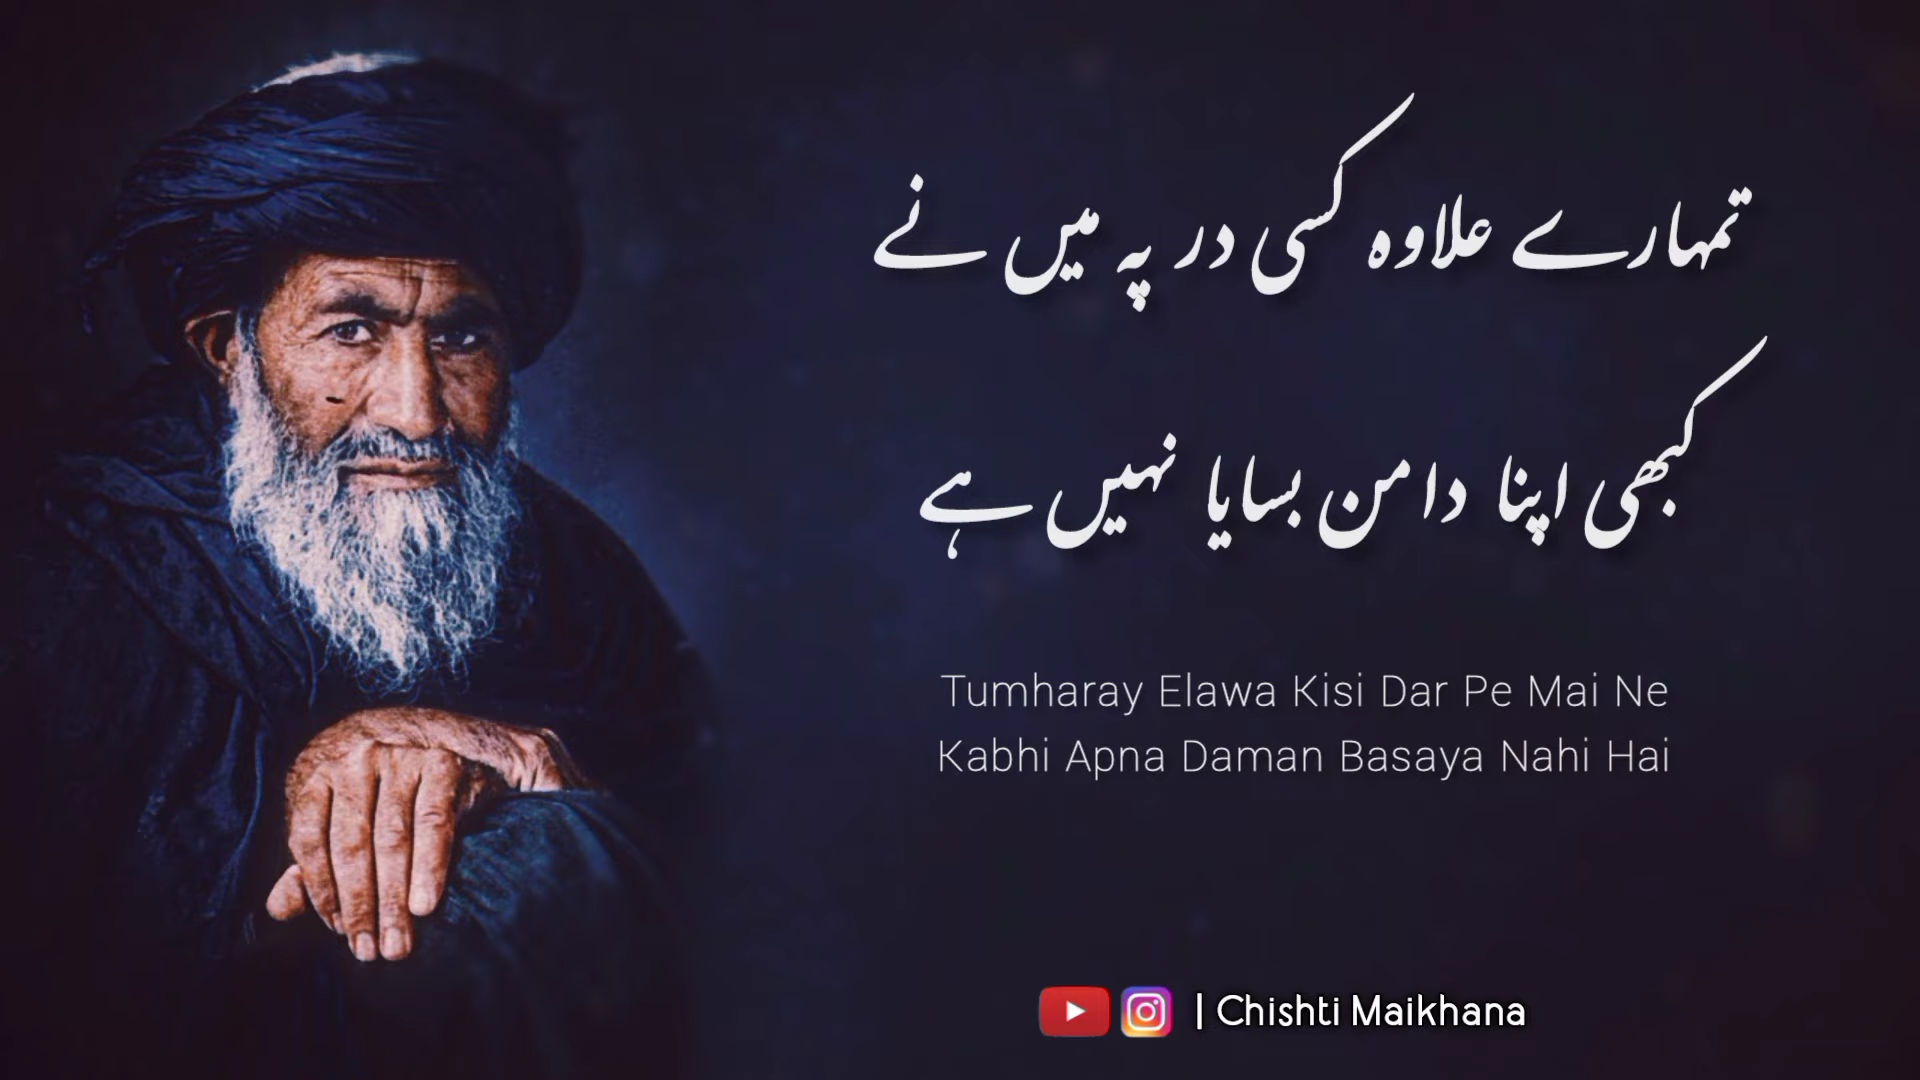 تمہارے علاوہ کسی در پہ میں نے
کبھی اپنا دامن بسایا نہیں ہے
Tumharay Elawa Kisi Dar Pe Mai Ne
Kabhi Apna Daman Basaya Nahi Hai
| Chishti Maikhana